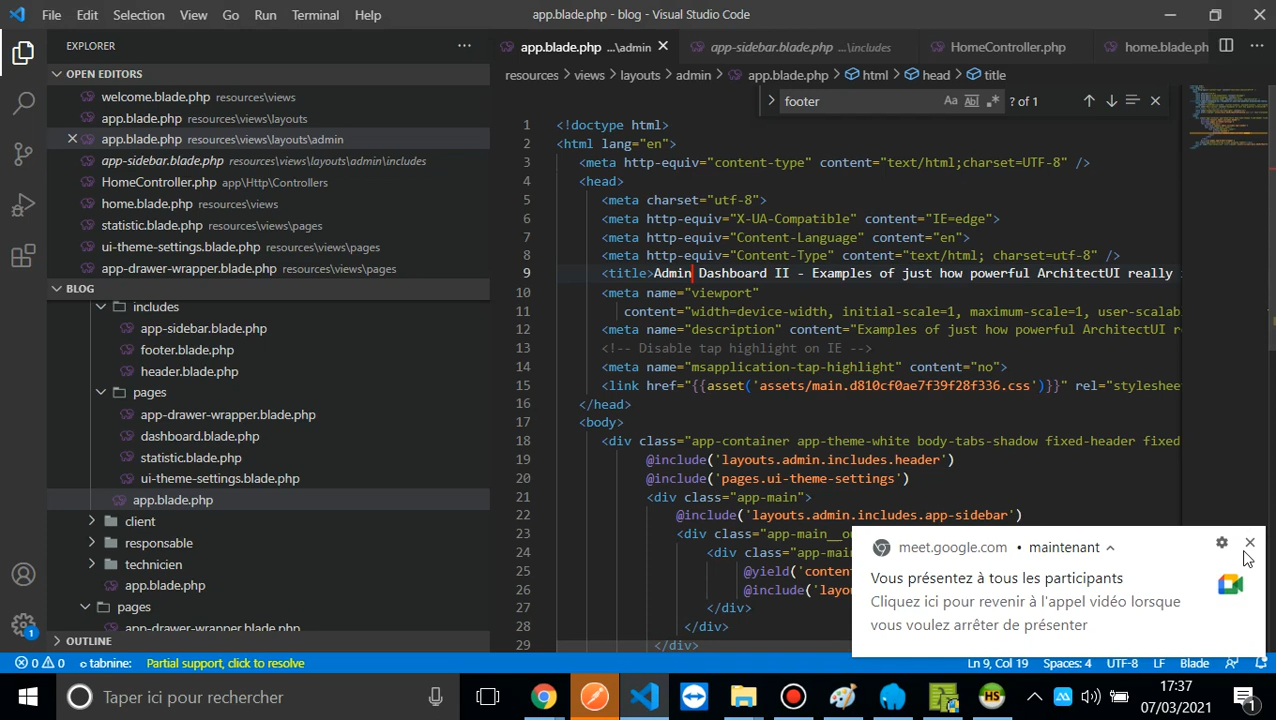 File Edit Selection View Go Run Terminal Help app.blade.php - blog - Visual Studio Code
EXPLORER
OPEN EDITORS
welcome.blade.php resources\views
app.blade.php resources\views\layouts
app.blade.php resources\views\layouts\admin
app-sidebar.blade.php resources\views\layouts\admin\includes
HomeController.php app\Http\Controllers
home.blade.php resources\views
statistic.blade.php resources\views\pages
ui-theme-settings.blade.php resources\views\pages
app-drawer-wrapper.blade.php resources\views\pages
BLOG
includes
app-sidebar.blade.php
footer.blade.php
header.blade.php
pages
app-drawer-wrapper.blade.php
dashboard.blade.php
statistic.blade.php
ui-theme-settings.blade.php
app.blade.php
client
responsable
technicien
app.blade.php
pages
app-drawer-wrapper.blade.php
OUTLINE
app.blade.php ...\admin app-sidebar.blade.php ...\includes HomeController.php home.blade.ph
resources > views > layouts > admin > app.blade.php > html > head > title
footer Aa Abl .* ? of 1
1 <!doctype html>
2 <html lang="en">
3 <meta http-equiv="content-type" content="text/html;charset=UTF-8" />
4 <head>
5 <meta charset="utf-8">
6 <meta http-equiv="X-UA-Compatible" content="IE=edge">
7 <meta http-equiv="Content-Language" content="en">
8 <meta http-equiv="Content-Type" content="text/html; charset=utf-8" />
9 <title>Admin Dashboard II - Examples of just how powerful ArchitectUI really
10 <meta name="viewport"
11 content="width=device-width, initial-scale=1, maximum-scale=1, user-scalab
12 <meta name="description" content="Examples of just how powerful ArchitectUI r
13 <!-- Disable tap highlight on IE -->
14 <meta name="msapplication-tap-highlight" content="no">
15 <link href="{{asset('assets/main.d810cf0ae7f39f28f336.css')}}" rel="styleshee
16 </head>
17 <body>
18 <div class="app-container app-theme-white body-tabs-shadow fixed-header fixed
19 @include('layouts.admin.includes.header')
20 @include('pages.ui-theme-settings')
21 <div class="app-main">
22 @include('layouts.admin.includes.app-sidebar')
23 <div class="app-main__ou
24 <div class="app-mai
25 @yield('conten
26 @include('layou
27 </div>
28 </div>
29 </div>
meet.google.com • maintenant
Vous présentez à tous les participants
Cliquez ici pour revenir à l'appel vidéo lorsque
vous voulez arrêter de présenter
1
0 0 tabnine: Partial support, click to resolve Ln 9, Col 19 Spaces: 4 UTF-8 LF Blade
Taper ici pour rechercher
HS
17:37
07/03/2021
1